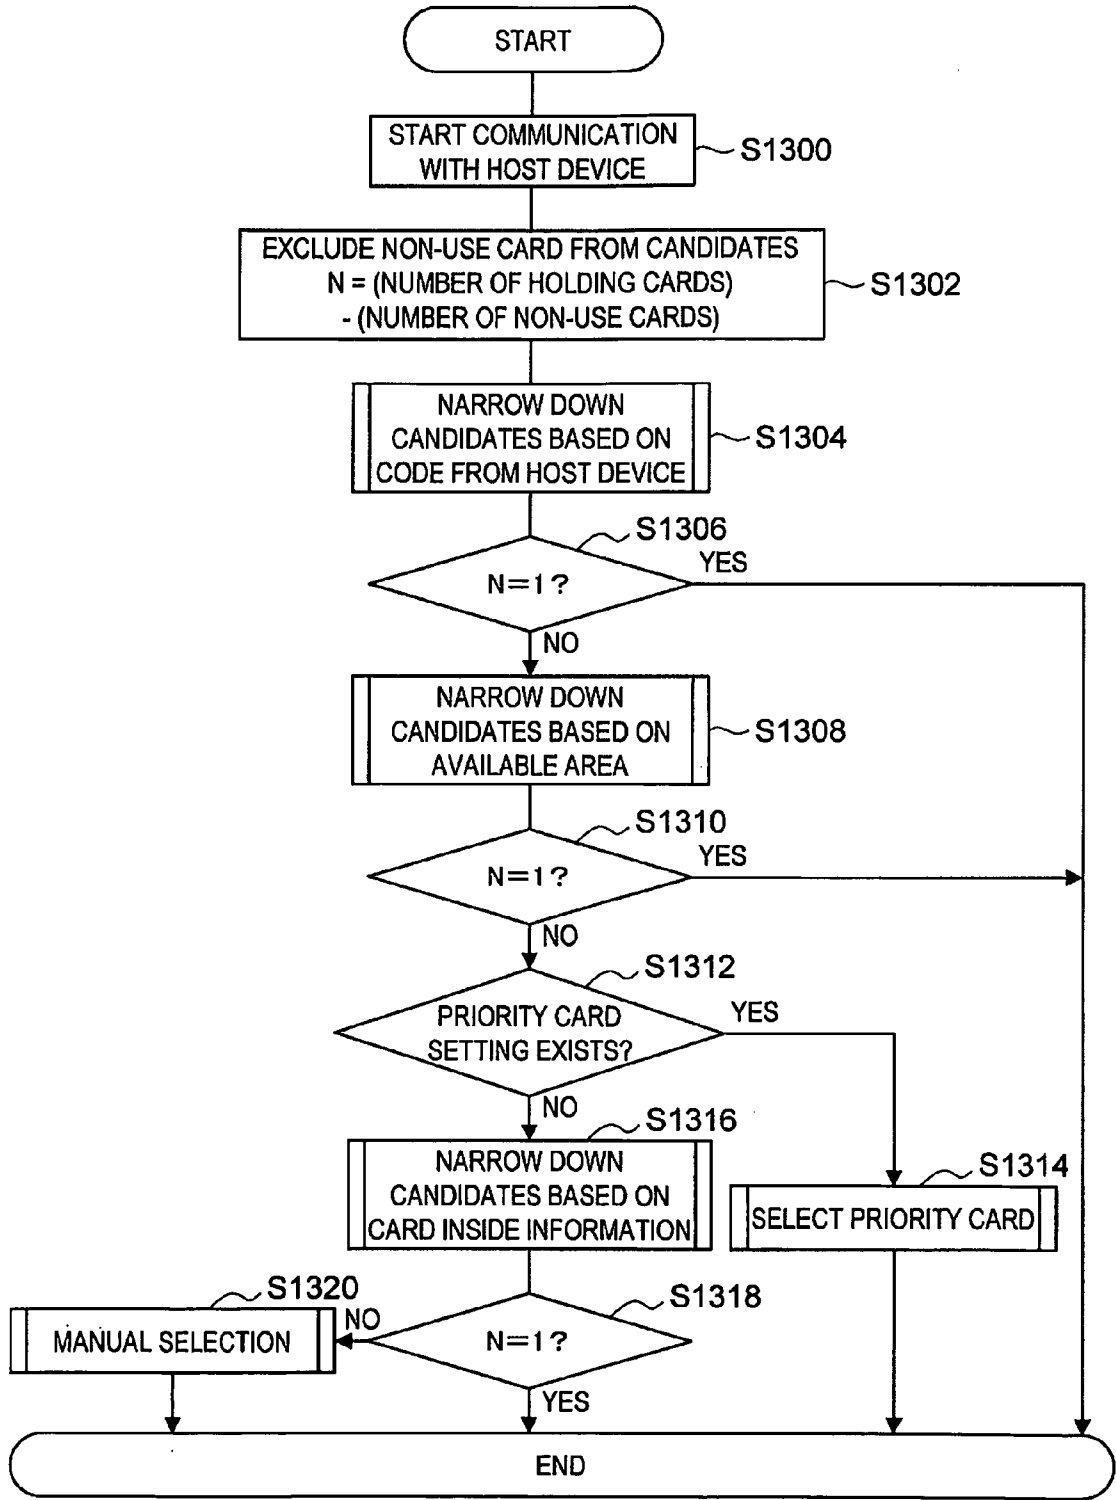 START
START COMMUNICATION
WITH HOST DEVICE
S1300
EXCLUDE NON-USE CARD FROM CANDIDATES
N = (NUMBER OF HOLDING CARDS)
- (NUMBER OF NON-USE CARDS)
S1302
NARROW DOWN
CANDIDATES BASED ON
CODE FROM HOST DEVICE
S1304
S1306
N=1?
YES
NO
NARROW DOWN
CANDIDATES BASED ON
AVAILABLE AREA
S1308
S1310
N=1?
YES
NO
S1312
PRIORITY CARD
SETTING EXISTS?
YES
NO
S1316
NARROW DOWN
CANDIDATES BASED ON
CARD INSIDE INFORMATION
S1314
SELECT PRIORITY CARD
S1320
MANUAL SELECTION
NO
S1318
N=1?
YES
END